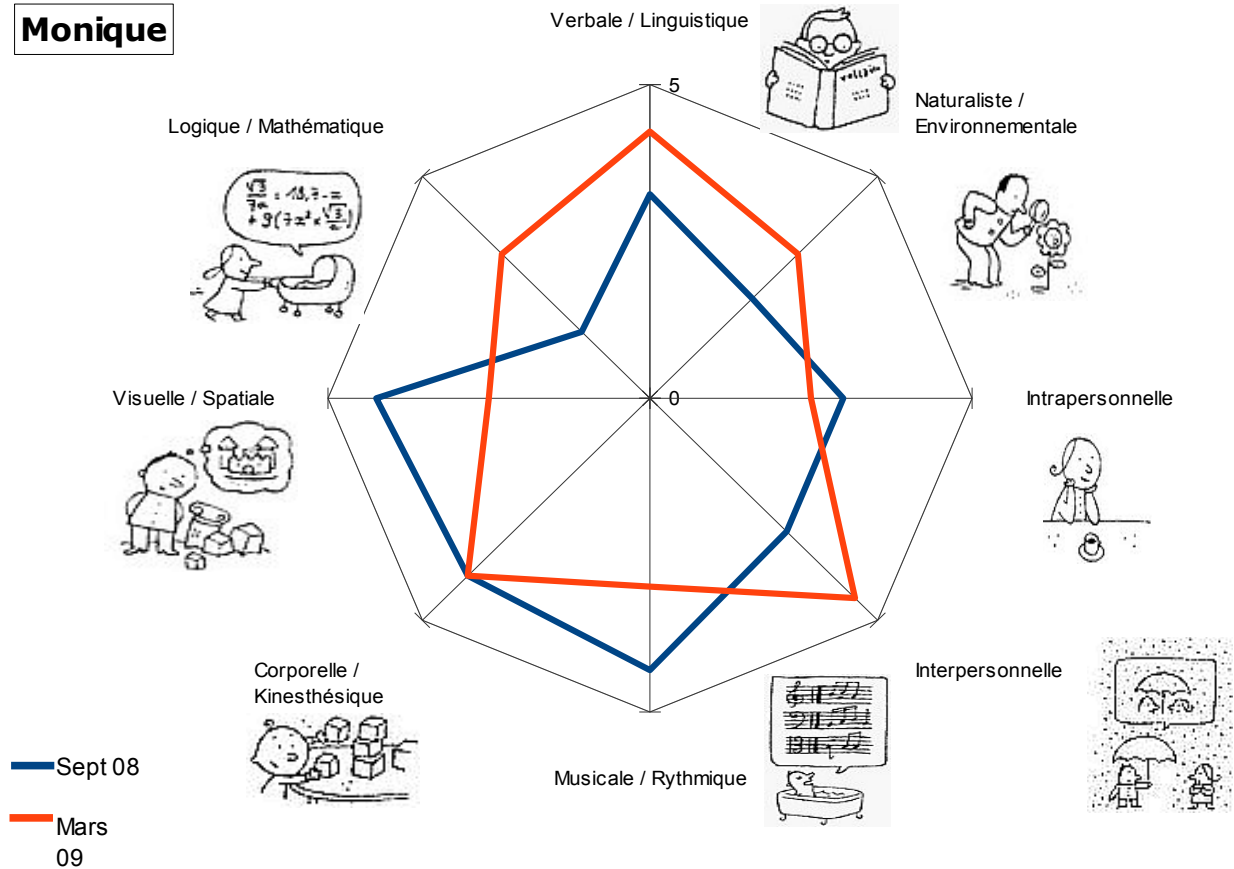 Monique
Verbale / Linguistique
5
Naturaliste /
Environnementale
Logique / Mathématique
Visuelle / Spatiale
0
Intrapersonnelle
Corporelle /
Kinesthésique
Interpersonnelle
Musicale / Rythmique
Sept 08
Mars
09